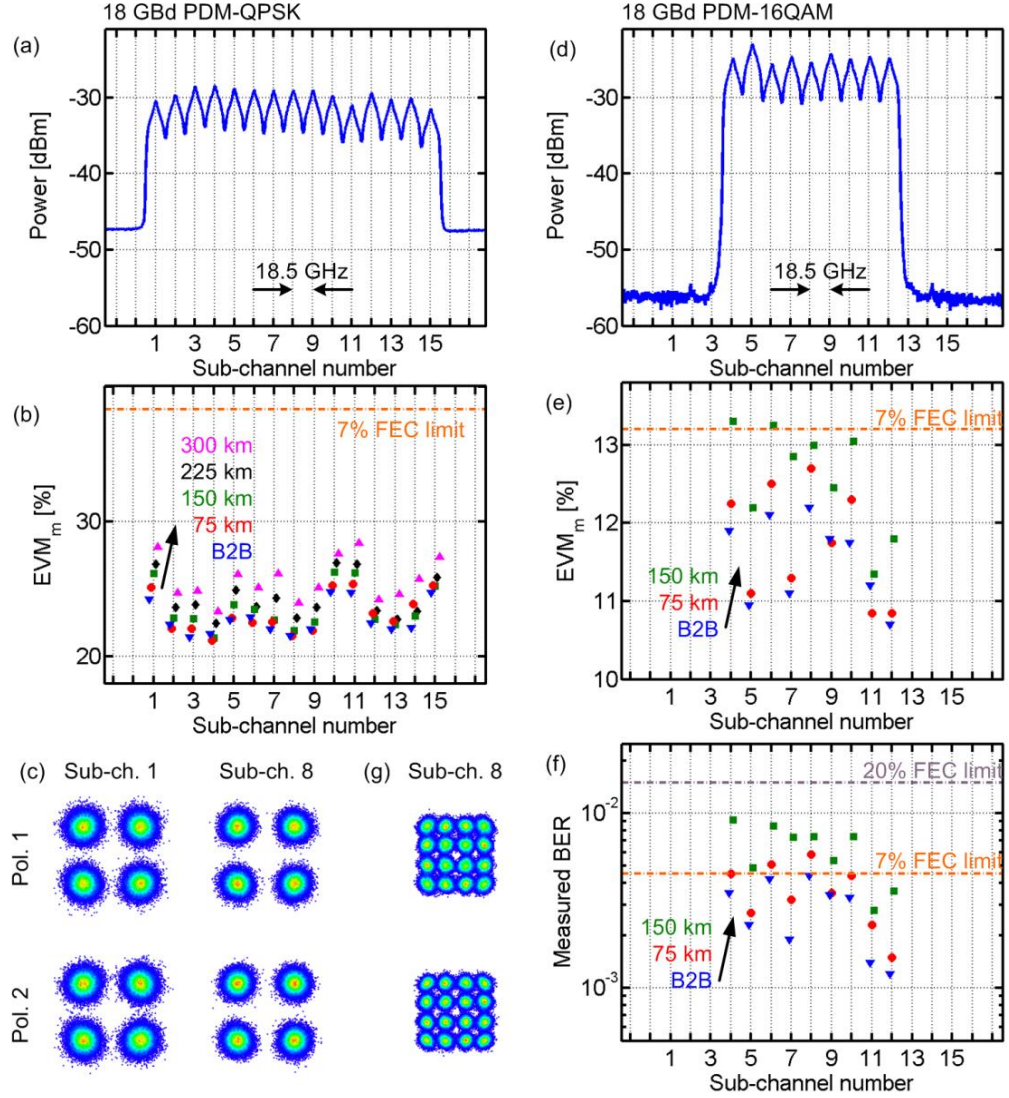 18 GBd PDM-QPSK
(a)
Power [dBm]
-30
-40
-50
-60
18.5 GHz
1 3 5 7 9 11 13 15
Sub-channel number
18 GBd PDM-16QAM
(d)
Power [dBm]
-30
-40
-50
-60
18.5 GHz
1 3 5 7 9 11 13 15
Sub-channel number
(b)
EVMm [%]
30
20
7% FEC limit
300 km
225 km
150 km
75 km
B2B
1 3 5 7 9 11 13 15
Sub-channel number
(e)
EVMm [%]
13
12
11
10
7% FEC limit
150 km
75 km
B2B
1 3 5 7 9 11 13 15
Sub-channel number
(c) Sub-ch. 1 Sub-ch. 8
Pol. 1
Pol. 2
(g) Sub-ch. 8
(f)
Measured BER
10-2
10-3
20% FEC limit
7% FEC limit
150 km
75 km
B2B
1 3 5 7 9 11 13 15
Sub-channel number